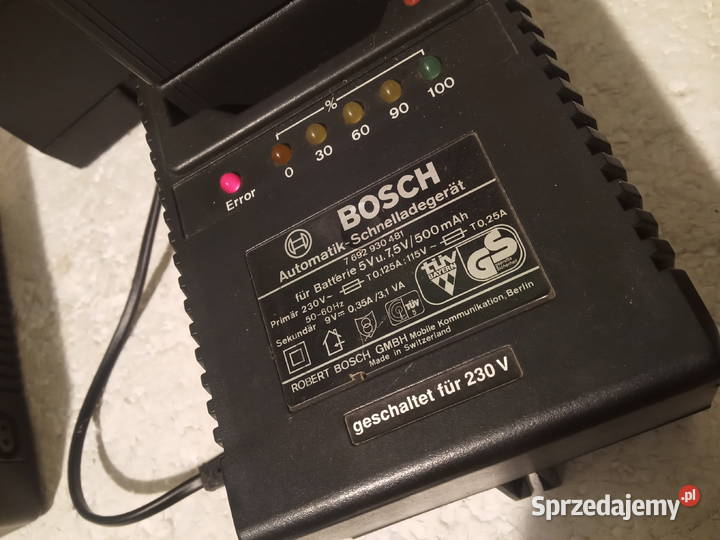 %
0 30 60 90 100
Error
BOSCH
Automatik-Schnelladegerät
7 692 930 481
für Batterie 5V u. 7,5V/500 mAh
Primär 230V~ T0,125A; 115V~ T0,25A
50-60Hz
Sekundär 9V= 0,35A/3,1 VA
TÜV
BAYERN
GS
TÜV
ROBERT BOSCH GMBH Mobile Kommunikation, Berlin
Made in Switzerland
geschaltet für 230 V
Sprzedajemy.pl